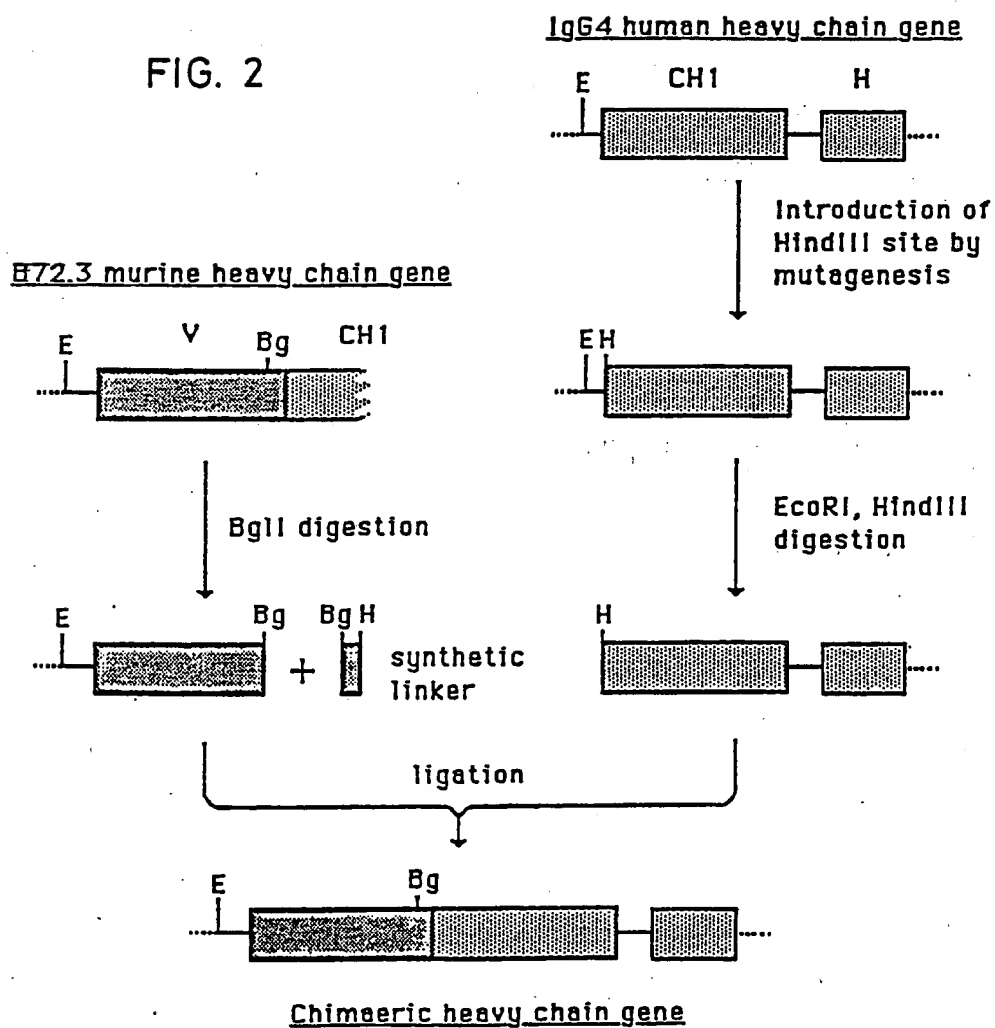 FIG. 2
IgG4 human heavy chain gene
E
CH1
H
Introduction of
HindIII site by
mutagenesis
B72.3 murine heavy chain gene
E
V
Bg
CH1
E H
BglI digestion
EcoRI, HindIII
digestion
E
Bg
+
Bg H
synthetic
linker
H
ligation
E
Bg
Chimaeric heavy chain gene